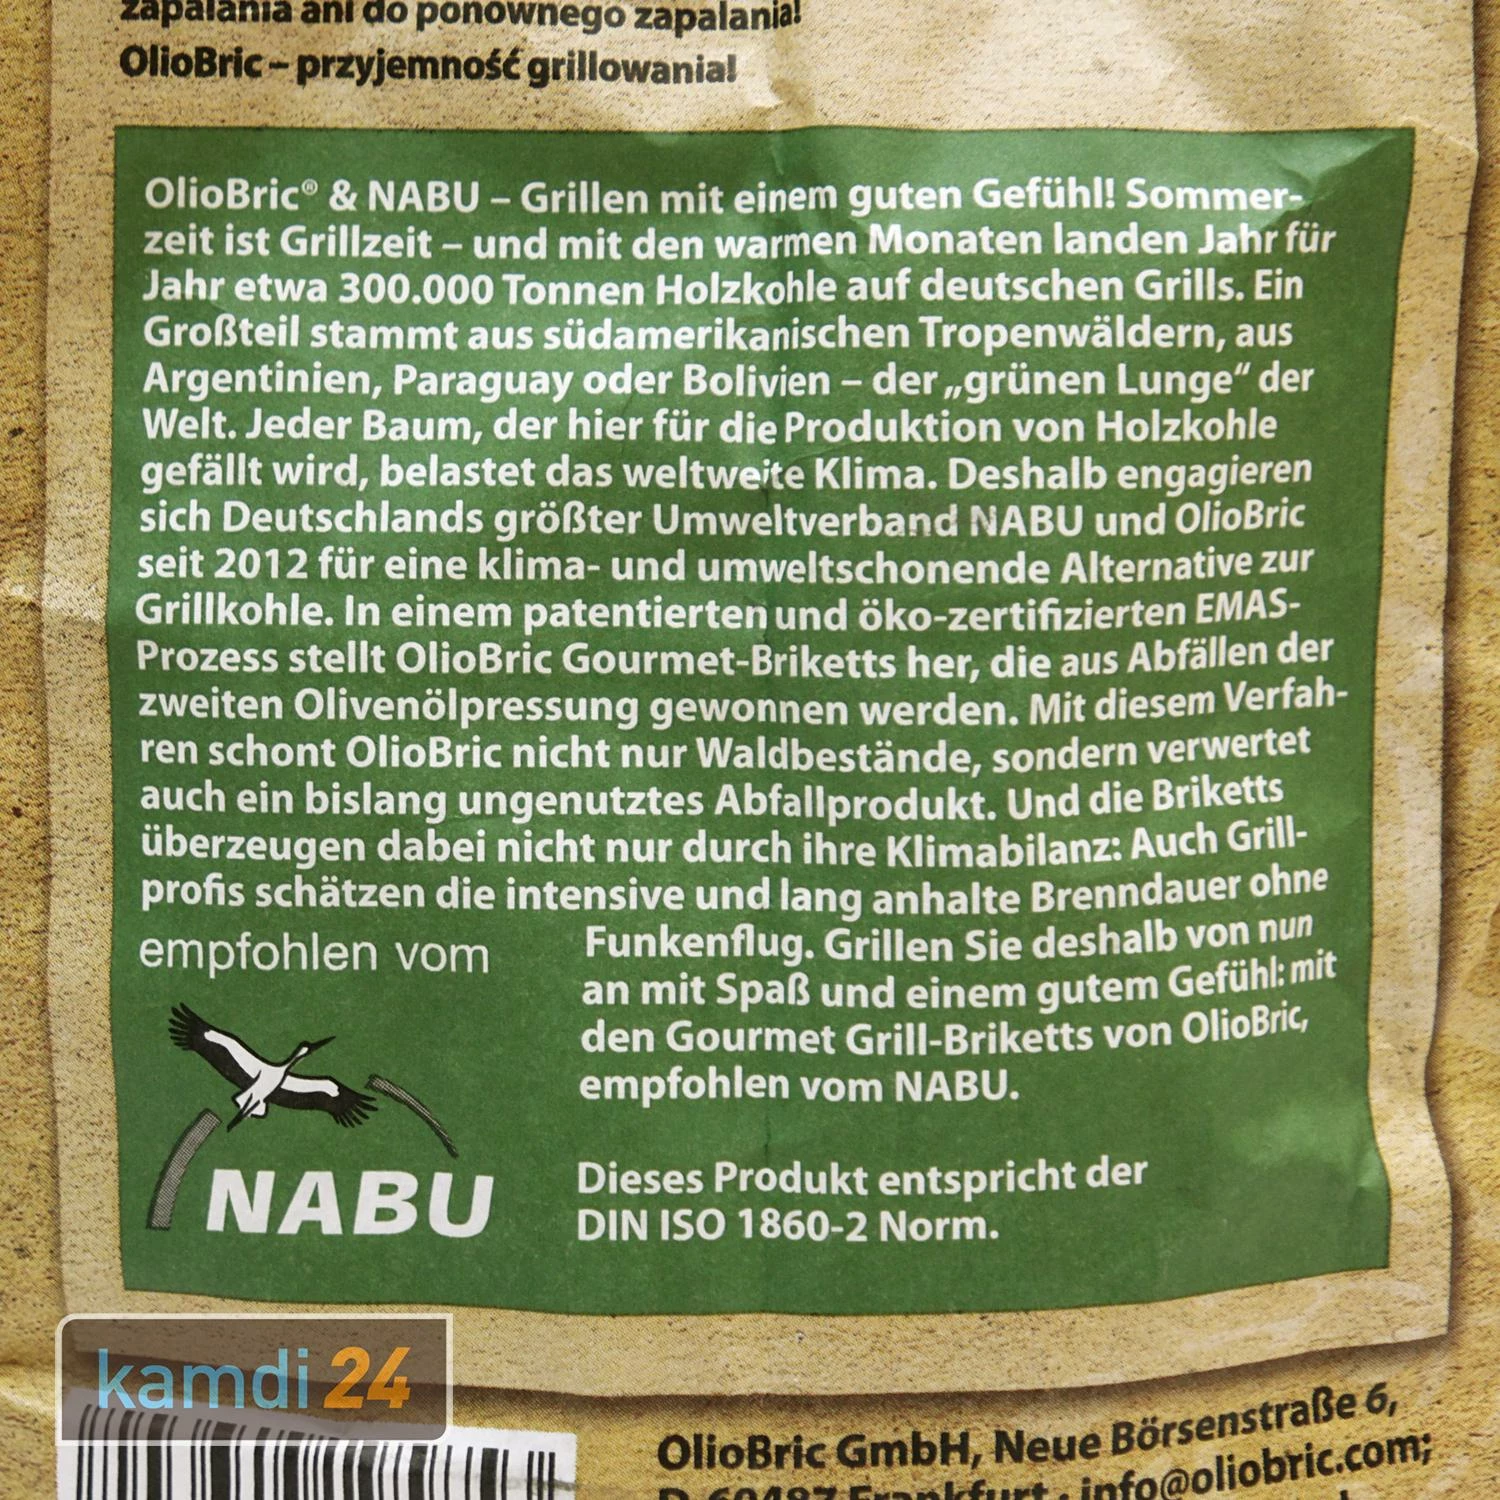 zapalania ani do ponownego zapalania!
OlioBric – przyjemność grillowania!
OlioBric® & NABU – Grillen mit einem guten Gefühl! Sommer-
zeit ist Grillzeit – und mit den warmen Monaten landen Jahr für
Jahr etwa 300.000 Tonnen Holzkohle auf deutschen Grills. Ein
Großteil stammt aus südamerikanischen Tropenwäldern, aus
Argentinien, Paraguay oder Bolivien – der „grünen Lunge“ der
Welt. Jeder Baum, der hier für die Produktion von Holzkohle
gefällt wird, belastet das weltweite Klima. Deshalb engagieren
sich Deutschlands größter Umweltverband NABU und OlioBric
seit 2012 für eine klima- und umweltschonende Alternative zur
Grillkohle. In einem patentierten und öko-zertifizierten EMAS-
Prozess stellt OlioBric Gourmet-Briketts her, die aus Abfällen der
zweiten Olivenölpressung gewonnen werden. Mit diesem Verfah-
ren schont OlioBric nicht nur Waldbestände, sondern verwertet
auch ein bislang ungenutztes Abfallprodukt. Und die Briketts
überzeugen dabei nicht nur durch ihre Klimabilanz: Auch Grill-
profis schätzen die intensive und lang anhalte Brenndauer ohne
Funkenflug. Grillen Sie deshalb von nun
an mit Spaß und einem gutem Gefühl: mit
den Gourmet Grill-Briketts von OlioBric,
empfohlen vom NABU.
empfohlen vom
NABU
Dieses Produkt entspricht der
DIN ISO 1860-2 Norm.
kamdi24
OlioBric GmbH, Neue Börsenstraße 6,
D-60487 Frankfurt · info@oliobric.com;